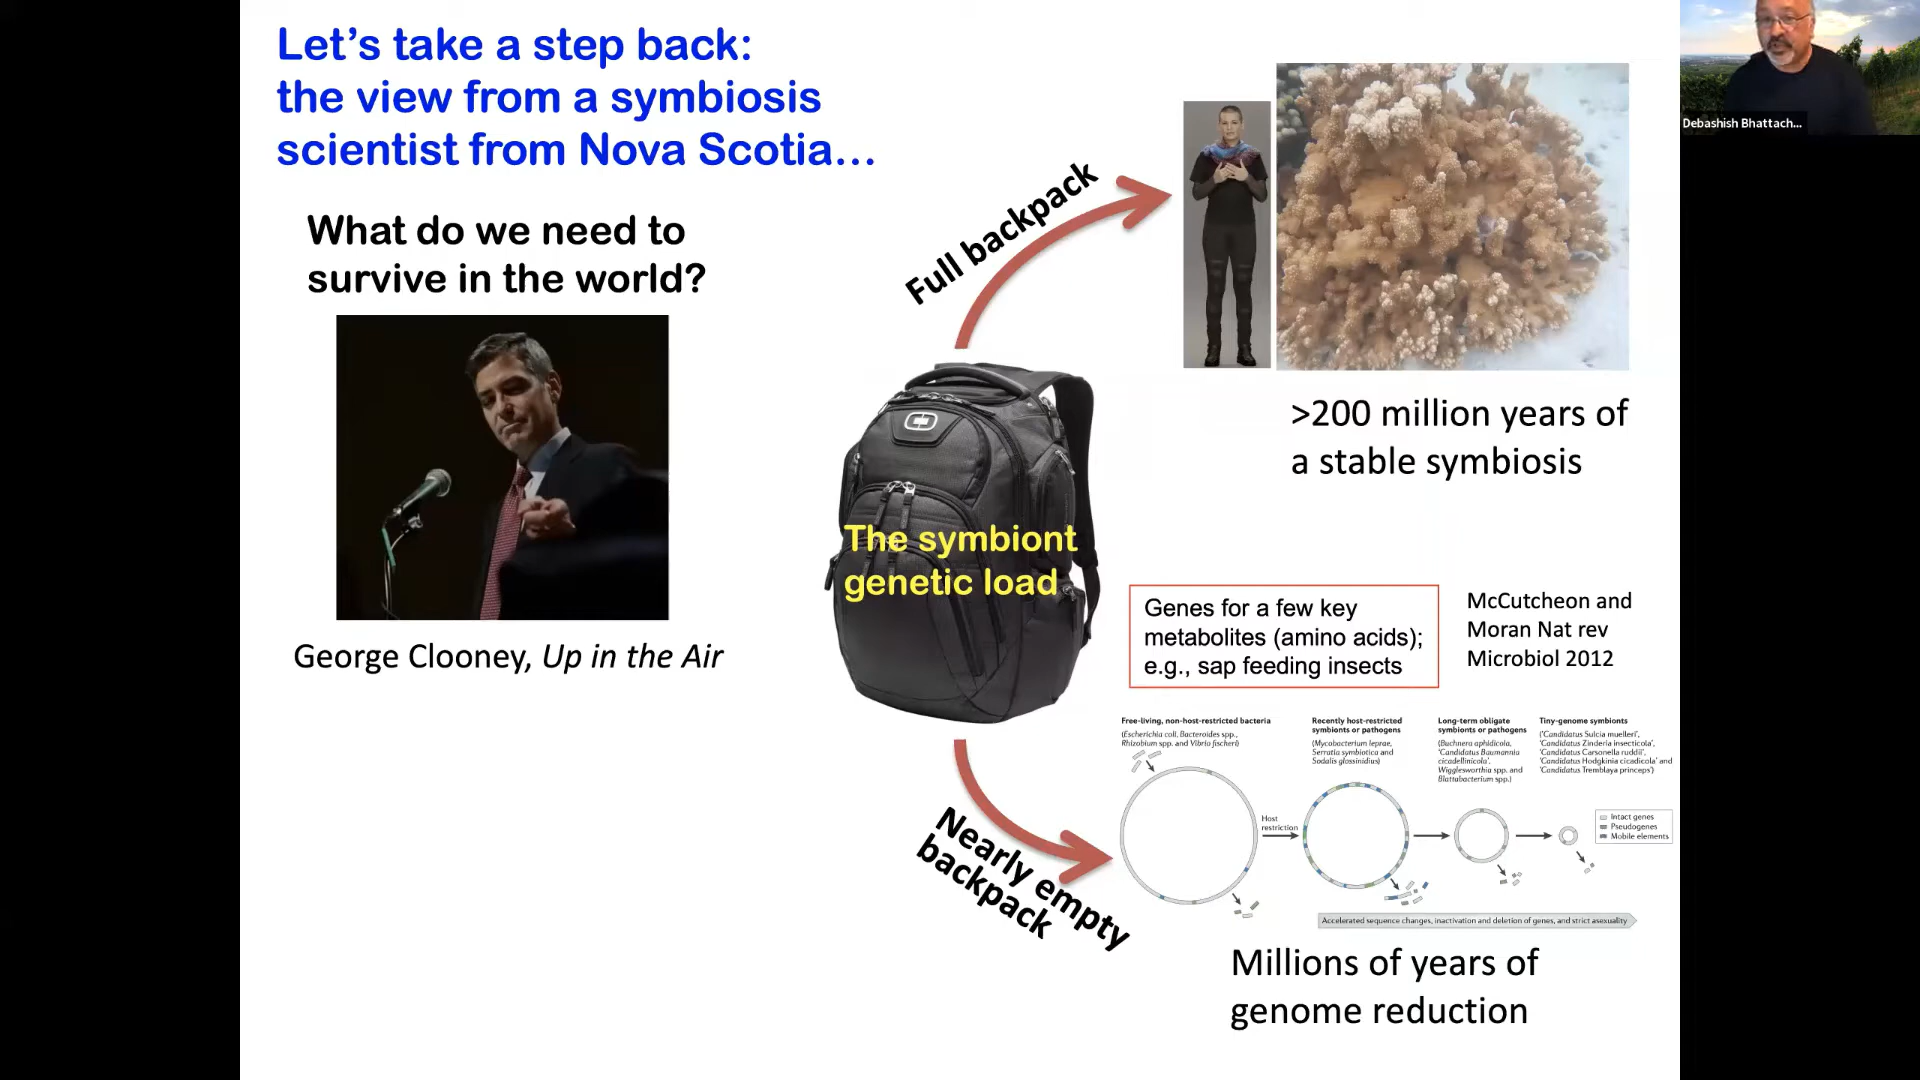 Let’s take a step back:
the view from a symbiosis
scientist from Nova Scotia…
What do we need to
survive in the world?
George Clooney, Up in the Air
The symbiont
genetic load
Full backpack
>200 million years of
a stable symbiosis
Nearly empty
backpack
Genes for a few key
metabolites (amino acids);
e.g., sap feeding insects
McCutcheon and
Moran Nat rev
Microbiol 2012
Free-living, non-host-restricted bacteria
(Escherichia coli, Bacteroides spp.,
Rhizobium spp. and Vibrio fischeri)
Host
restriction
Recently host-restricted
symbionts or pathogens
(Mycobacterium leprae,
Serratia symbiotica and
Sodalis glossinidius)
Long-term obligate
symbionts or pathogens
(Buchnera aphidicola,
‘Candidatus Baumannia
cicadellinicola’,
Wigglesworthia spp. and
Blattabacterium spp.)
Tiny-genome symbionts
(‘Candidatus Sulcia muelleri’,
‘Candidatus Zinderia insecticola’,
‘Candidatus Carsonella ruddii’,
‘Candidatus Hodgkinia cicadicola’ and
‘Candidatus Tremblaya princeps’)
Intact genes
Pseudogenes
Mobile elements
Accelerated sequence changes, inactivation and deletion of genes, and strict asexuality
Millions of years of
genome reduction
Debashish Bhattach...